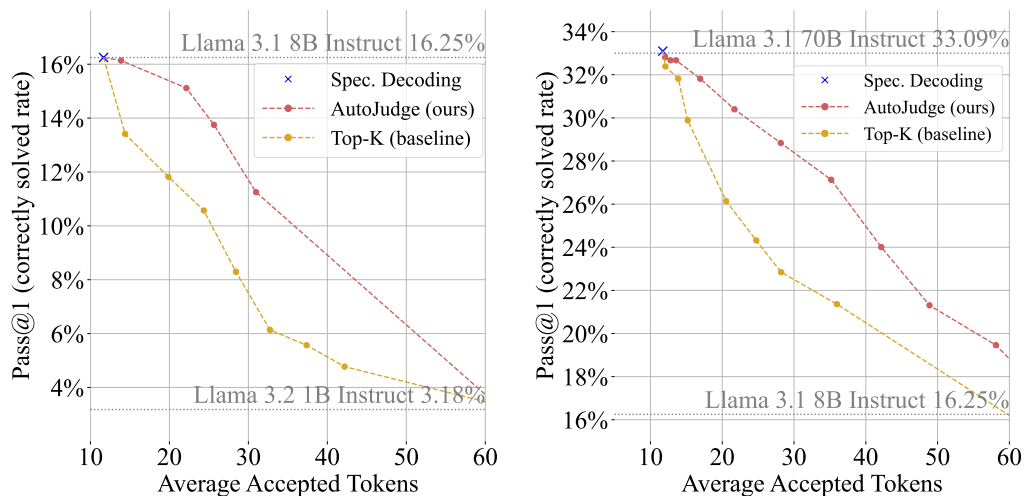 Llama 3.1 8B Instruct 16.25%
Spec. Decoding
AutoJudge (ours)
Top-K (baseline)
Llama 3.2 1B Instruct 3.18%
Pass@1 (correctly solved rate)
16%
14%
12%
10%
8%
6%
4%
10 20 30 40 50 60
Average Accepted Tokens
Llama 3.1 70B Instruct 33.09%
Spec. Decoding
AutoJudge (ours)
Top-K (baseline)
Llama 3.1 8B Instruct 16.25%
Pass@1 (correctly solved rate)
34%
32%
30%
28%
26%
24%
22%
20%
18%
16%
10 20 30 40 50 60
Average Accepted Tokens